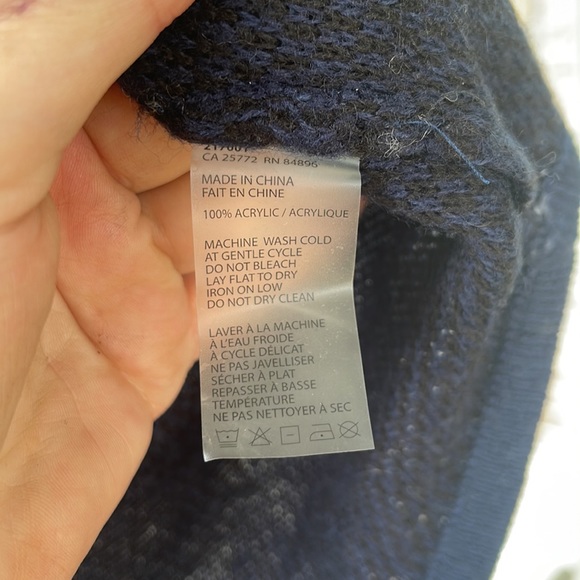 CA 25772 RN 84896
MADE IN CHINA
FAIT EN CHINE
100% ACRYLIC / ACRYLIQUE
MACHINE WASH COLD
AT GENTLE CYCLE
DO NOT BLEACH
LAY FLAT TO DRY
IRON ON LOW
DO NOT DRY CLEAN
LAVER À LA MACHINE
À L'EAU FROIDE
À CYCLE DÉLICAT
NE PAS JAVELLISER
SÉCHER À PLAT
REPASSER À BASSE
TEMPÉRATURE
NE PAS NETTOYER À SEC